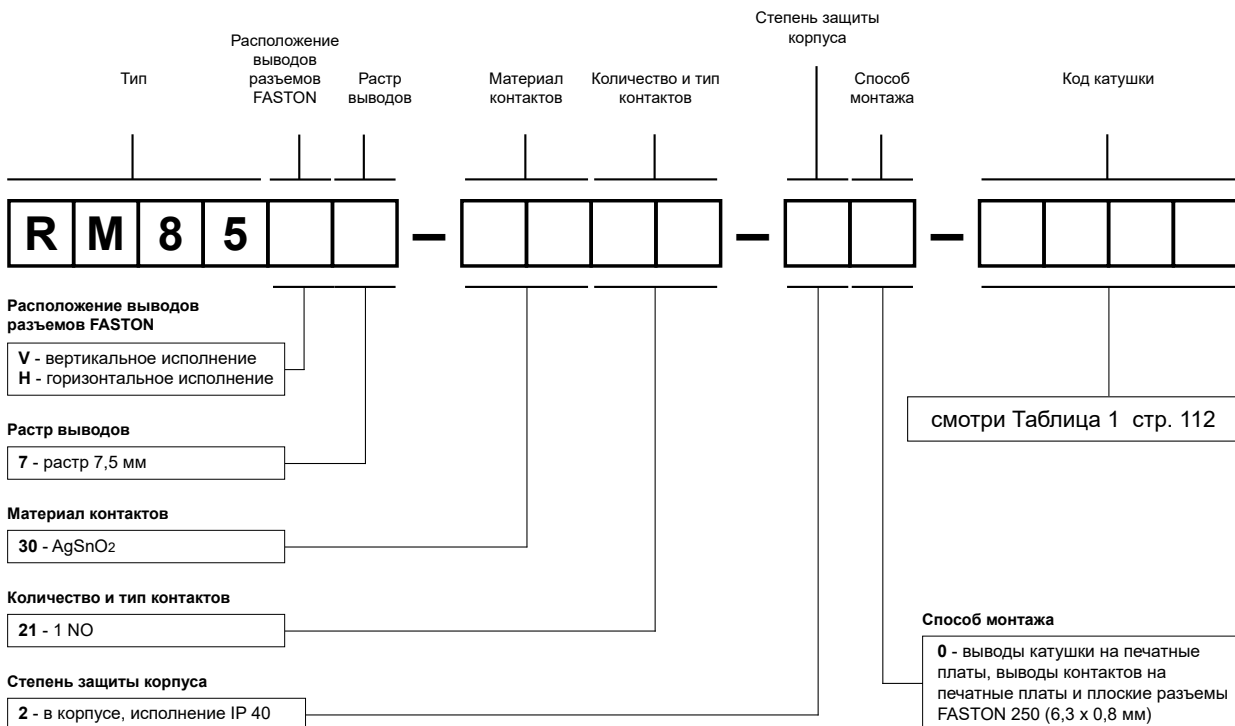 Тип
Расположение
выводов
разъемов
FASTON
Растр
выводов
Материал
контактов
Количество и тип
контактов
Степень защиты
корпуса
Способ
монтажа
Код катушки
R M 8 5 – – –
Расположение выводов
разъемов FASTON
V - вертикальное исполнение
H - горизонтальное исполнение
Растр выводов
7 - растр 7,5 мм
Материал контактов
30 - AgSnO2
Количество и тип контактов
21 - 1 NO
Степень защиты корпуса
2 - в корпусе, исполнение IP 40
смотри Таблица 1 стр. 112
Способ монтажа
0 - выводы катушки на печатные
платы, выводы контактов на
печатные платы и плоские разъемы
FASTON 250 (6,3 x 0,8 мм)